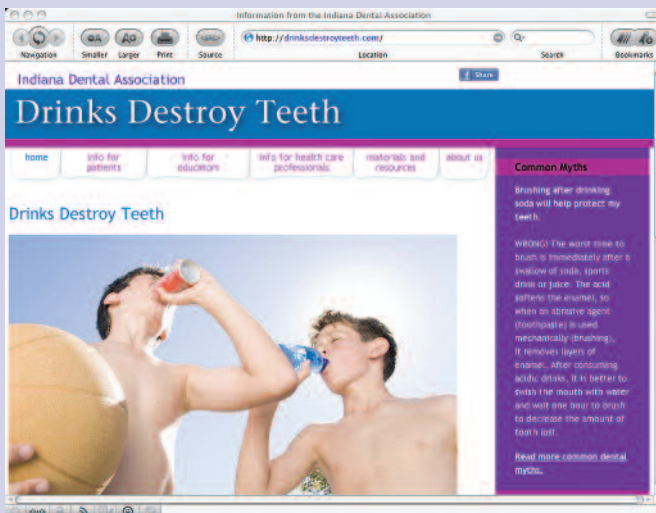 Information from the Indiana Dental Association
http://drinksdestroyteeth.com/
Navigation Smaller Larger Print Source Location Search Bookmarks
Indiana Dental Association
Share
Drinks Destroy Teeth
home
info for patients
info for educators
info for health care professionals
materials and resources
about us
Drinks Destroy Teeth
Common Myths
Brushing after drinking
soda will help protect my
teeth.
WRONG! The worst time to
brush is immediately after a
swallow of soda, sports
drink or juice. The acid
softens the enamel, so
when an abrasive agent
(toothpaste) is used
mechanically (brushing),
it removes layers of
enamel. After consuming
acidic drinks, it is better to
swish the mouth with water
and wait one hour to brush
to decrease the amount of
tooth lost.
Read more common dental
myths.